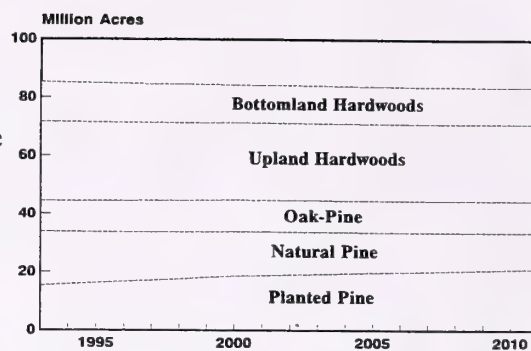 Million Acres
100
80
60
40
20
0
Bottomland Hardwoods
Upland Hardwoods
Oak-Pine
Natural Pine
Planted Pine
1995 2000 2005 2010